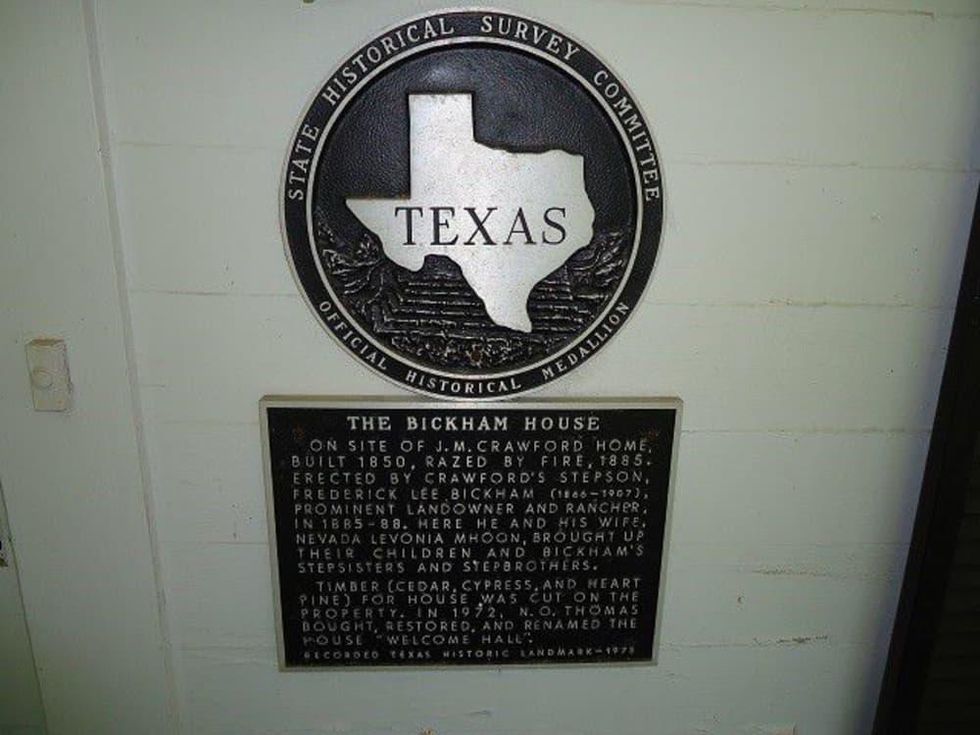 STATE HISTORICAL SURVEY COMMITTEE
TEXAS
OFFICIAL HISTORICAL MEDALLION
THE BICKHAM HOUSE
ON SITE OF J.M. CRAWFORD HOME,
BUILT 1850, RAZED BY FIRE, 1885.
ERECTED BY CRAWFORD'S STEPSON,
FREDERICK LEE BICKHAM (1866-1907),
PROMINENT LANDOWNER AND RANCHER,
IN 1885-88. HERE HE AND HIS WIFE,
NEVADA LEVONIA MHOON, BROUGHT UP
THEIR CHILDREN AND BICKHAM'S
STEPSISTERS AND STEPBROTHERS.
TIMBER (CEDAR, CYPRESS, AND HEART
PINE) FOR HOUSE WAS CUT ON THE
PROPERTY. IN 1972, N.O. THOMAS
BOUGHT, RESTORED, AND RENAMED THE
HOUSE "WELCOME HALL".
RECORDED TEXAS HISTORIC LANDMARK-1973